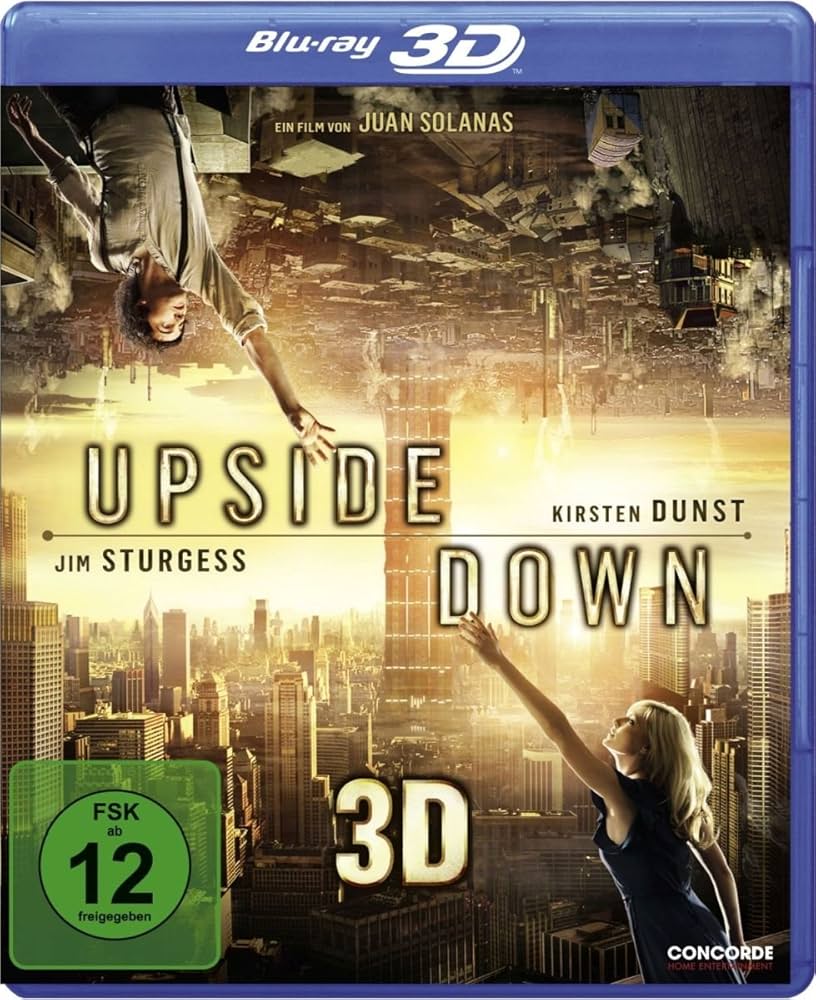 Blu-ray 3D™
EIN FILM VON JUAN SOLANAS
UPSIDE
KIRSTEN DUNST
JIM STURGESS
DOWN
3D
FSK
ab
12
freigegeben
CONCORDE
HOME ENTERTAINMENT